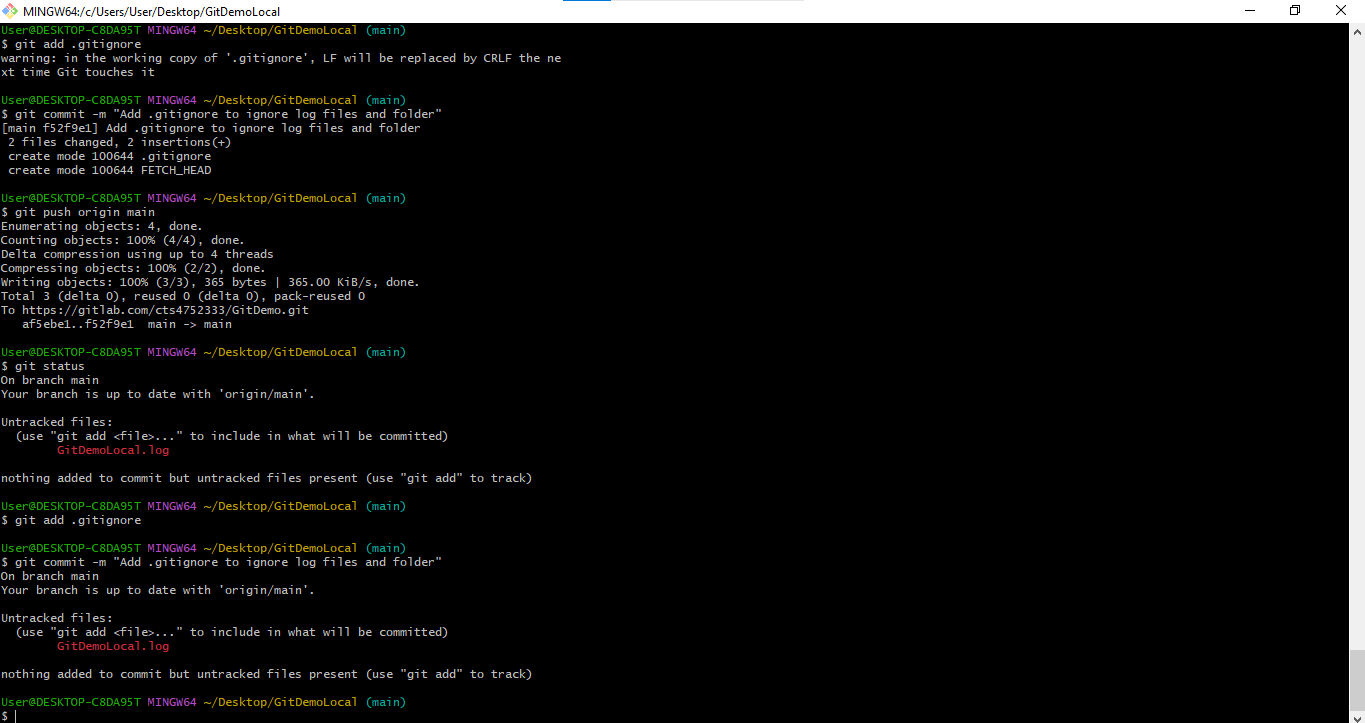 MINGW64:/c/Users/User/Desktop/GitDemoLocal
User@DESKTOP-C8DA95T MINGW64 ~/Desktop/GitDemoLocal (main)
$ git add .gitignore
warning: in the working copy of '.gitignore', LF will be replaced by CRLF the ne
xt time Git touches it
User@DESKTOP-C8DA95T MINGW64 ~/Desktop/GitDemoLocal (main)
$ git commit -m "Add .gitignore to ignore log files and folder"
[main f52f9e1] Add .gitignore to ignore log files and folder
 2 files changed, 2 insertions(+)
 create mode 100644 .gitignore
 create mode 100644 FETCH_HEAD
User@DESKTOP-C8DA95T MINGW64 ~/Desktop/GitDemoLocal (main)
$ git push origin main
Enumerating objects: 4, done.
Counting objects: 100% (4/4), done.
Delta compression using up to 4 threads
Compressing objects: 100% (2/2), done.
Writing objects: 100% (3/3), 365 bytes | 365.00 KiB/s, done.
Total 3 (delta 0), reused 0 (delta 0), pack-reused 0
To https://gitlab.com/cts4752333/GitDemo.git
   af5ebe1..f52f9e1  main -> main
User@DESKTOP-C8DA95T MINGW64 ~/Desktop/GitDemoLocal (main)
$ git status
On branch main
Your branch is up to date with 'origin/main'.
Untracked files:
  (use "git add <file>..." to include in what will be committed)
        GitDemoLocal.log
nothing added to commit but untracked files present (use "git add" to track)
User@DESKTOP-C8DA95T MINGW64 ~/Desktop/GitDemoLocal (main)
$ git add .gitignore
User@DESKTOP-C8DA95T MINGW64 ~/Desktop/GitDemoLocal (main)
$ git commit -m "Add .gitignore to ignore log files and folder"
On branch main
Your branch is up to date with 'origin/main'.
Untracked files:
  (use "git add <file>..." to include in what will be committed)
        GitDemoLocal.log
nothing added to commit but untracked files present (use "git add" to track)
User@DESKTOP-C8DA95T MINGW64 ~/Desktop/GitDemoLocal (main)
$